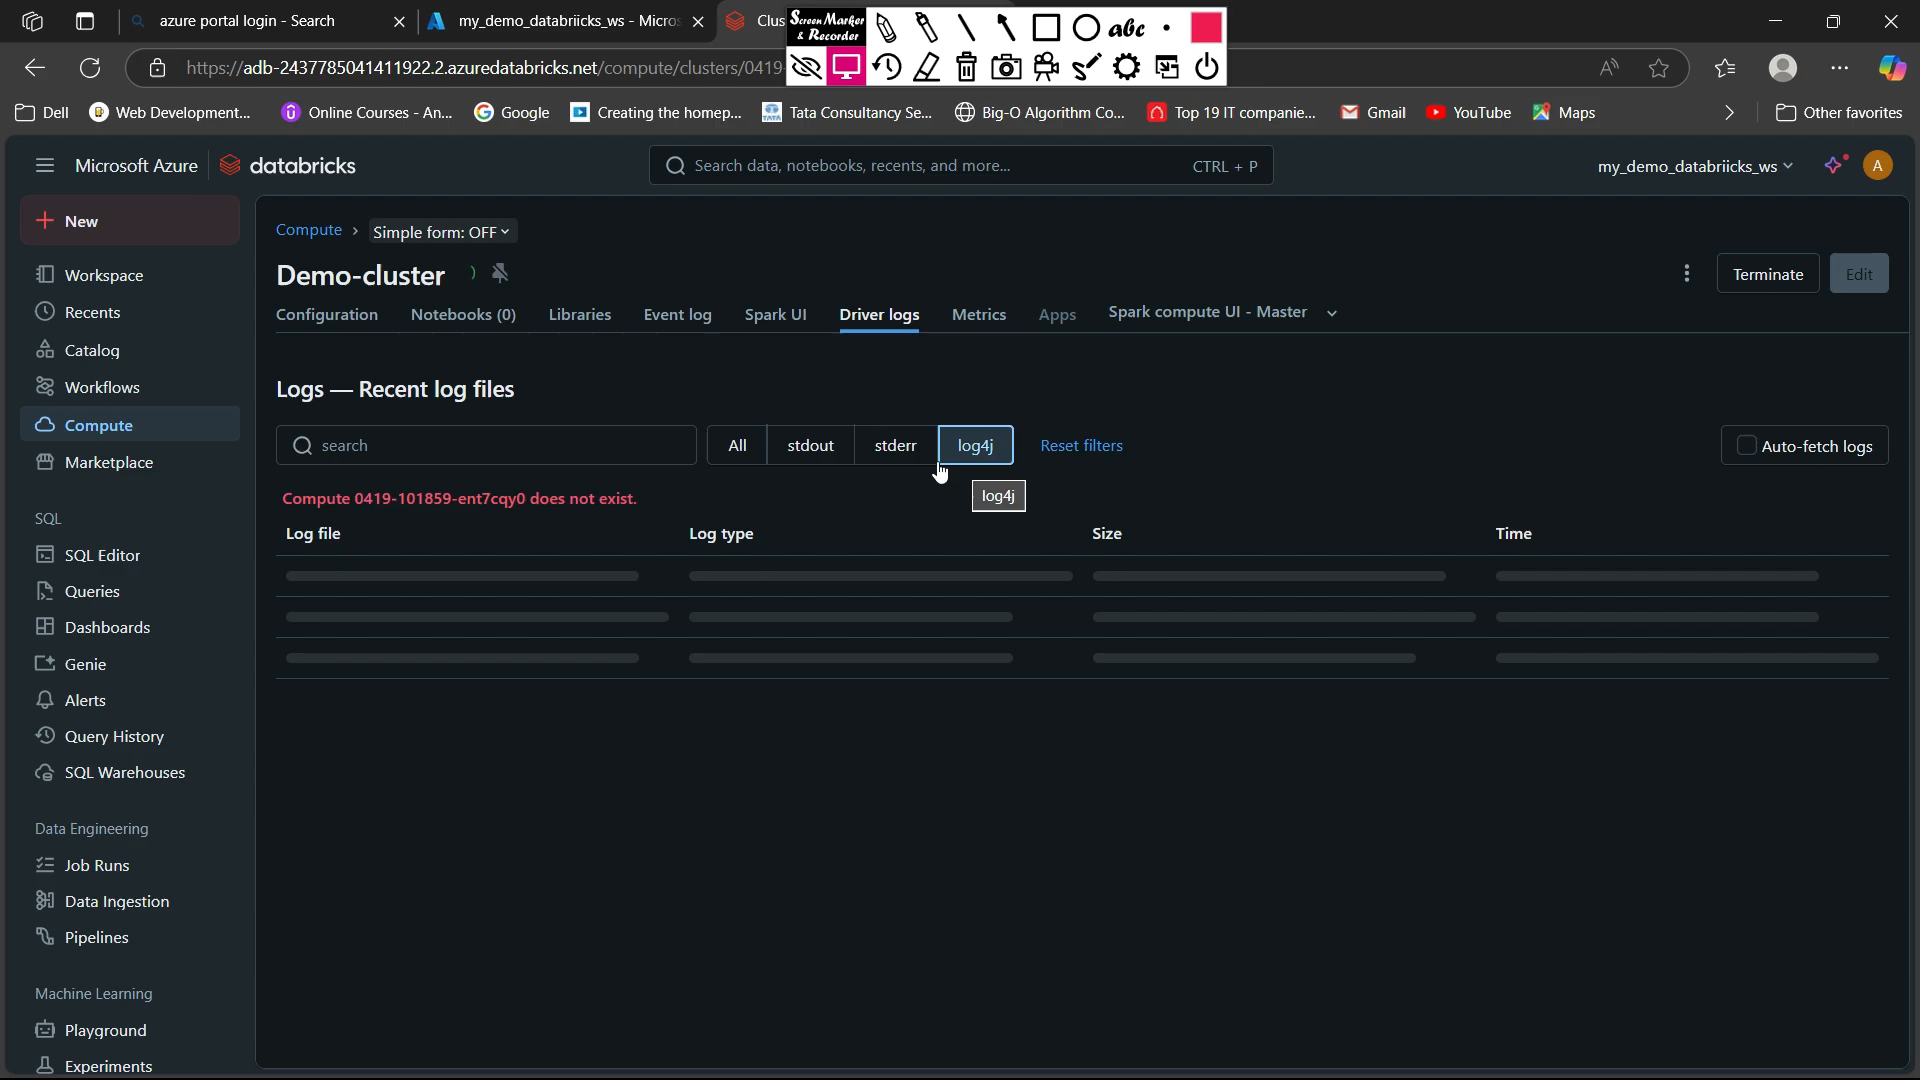 azure portal login - Search
my_demo_databriicks_ws - Micros
Clus
Screen Marker
& Recorder
abc
https://adb-2437785041411922.2.azuredatabricks.net/compute/clusters/0419
Dell
Web Development...
Online Courses - An...
Google
Creating the homep...
Tata Consultancy Se...
Big-O Algorithm Co...
Top 19 IT companie...
Gmail
YouTube
Maps
Other favorites
Microsoft Azure
databricks
Search data, notebooks, recents, and more...
CTRL + P
my_demo_databriicks_ws
A
New
Workspace
Recents
Catalog
Workflows
Compute
Marketplace
SQL
SQL Editor
Queries
Dashboards
Genie
Alerts
Query History
SQL Warehouses
Data Engineering
Job Runs
Data Ingestion
Pipelines
Machine Learning
Playground
Experiments
Compute
Simple form: OFF
Demo-cluster
Terminate
Edit
Configuration
Notebooks (0)
Libraries
Event log
Spark UI
Driver logs
Metrics
Apps
Spark compute UI - Master
Logs — Recent log files
search
All
stdout
stderr
log4j
Reset filters
Auto-fetch logs
log4j
Compute 0419-101859-ent7cqy0 does not exist.
Log file
Log type
Size
Time